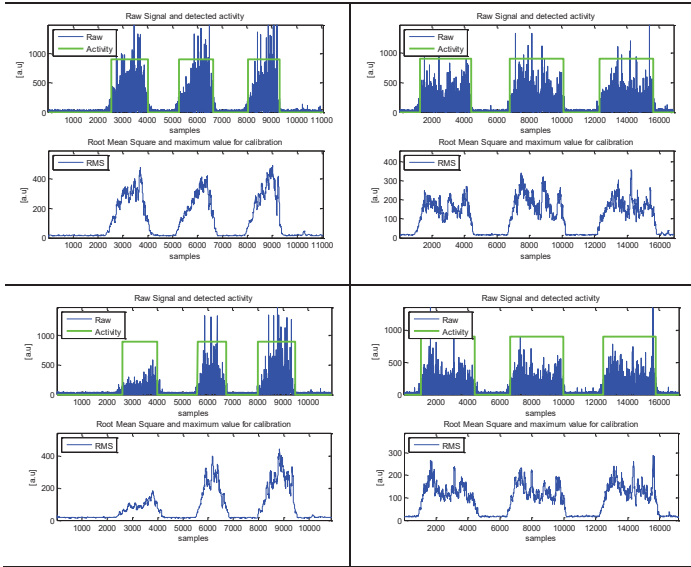 Raw Signal and detected activity
Raw
Activity
[a.u]
1000
500
0
1000 2000 3000 4000 5000 6000 7000 8000 9000 10000 11000
samples
Root Mean Square and maximum value for calibration
RMS
[a.u]
400
200
0
1000 2000 3000 4000 5000 6000 7000 8000 9000 10000 11000
samples
Raw Signal and detected activity
Raw
Activity
[a.u]
1000
500
0
2000 4000 6000 8000 10000 12000 14000 16000
samples
Root Mean Square and maximum value for calibration
RMS
[a.u]
400
300
200
100
0
2000 4000 6000 8000 10000 12000 14000 16000
samples
Raw Signal and detected activity
Raw
Activity
[a.u]
1000
500
0
1000 2000 3000 4000 5000 6000 7000 8000 9000 10000
samples
Root Mean Square and maximum value for calibration
RMS
[a.u]
400
200
0
1000 2000 3000 4000 5000 6000 7000 8000 9000 10000
samples
Raw Signal and detected activity
Raw
Activity
[a.u]
1000
500
0
2000 4000 6000 8000 10000 12000 14000 16000
samples
Root Mean Square and maximum value for calibration
RMS
[a.u]
300
200
100
0
2000 4000 6000 8000 10000 12000 14000 16000
samples